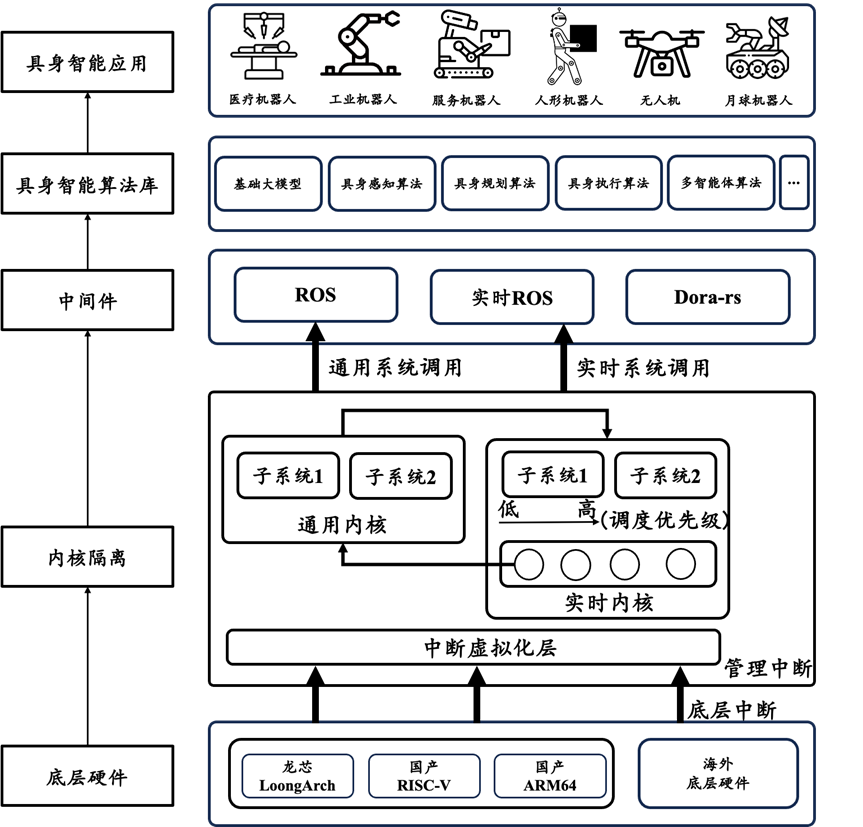 具身智能应用
医疗机器人
工业机器人
服务机器人
人形机器人
无人机
月球机器人
具身智能算法库
基础大模型
具身感知算法
具身规划算法
具身执行算法
多智能体算法
...
中间件
ROS
实时ROS
Dora-rs
通用系统调用
实时系统调用
内核隔离
子系统1
子系统2
通用内核
子系统1
子系统2
低
高
(调度优先级)
实时内核
中断虚拟化层
管理中断
底层中断
底层硬件
龙芯
LoongArch
国产
RISC-V
国产
ARM64
海外
底层硬件